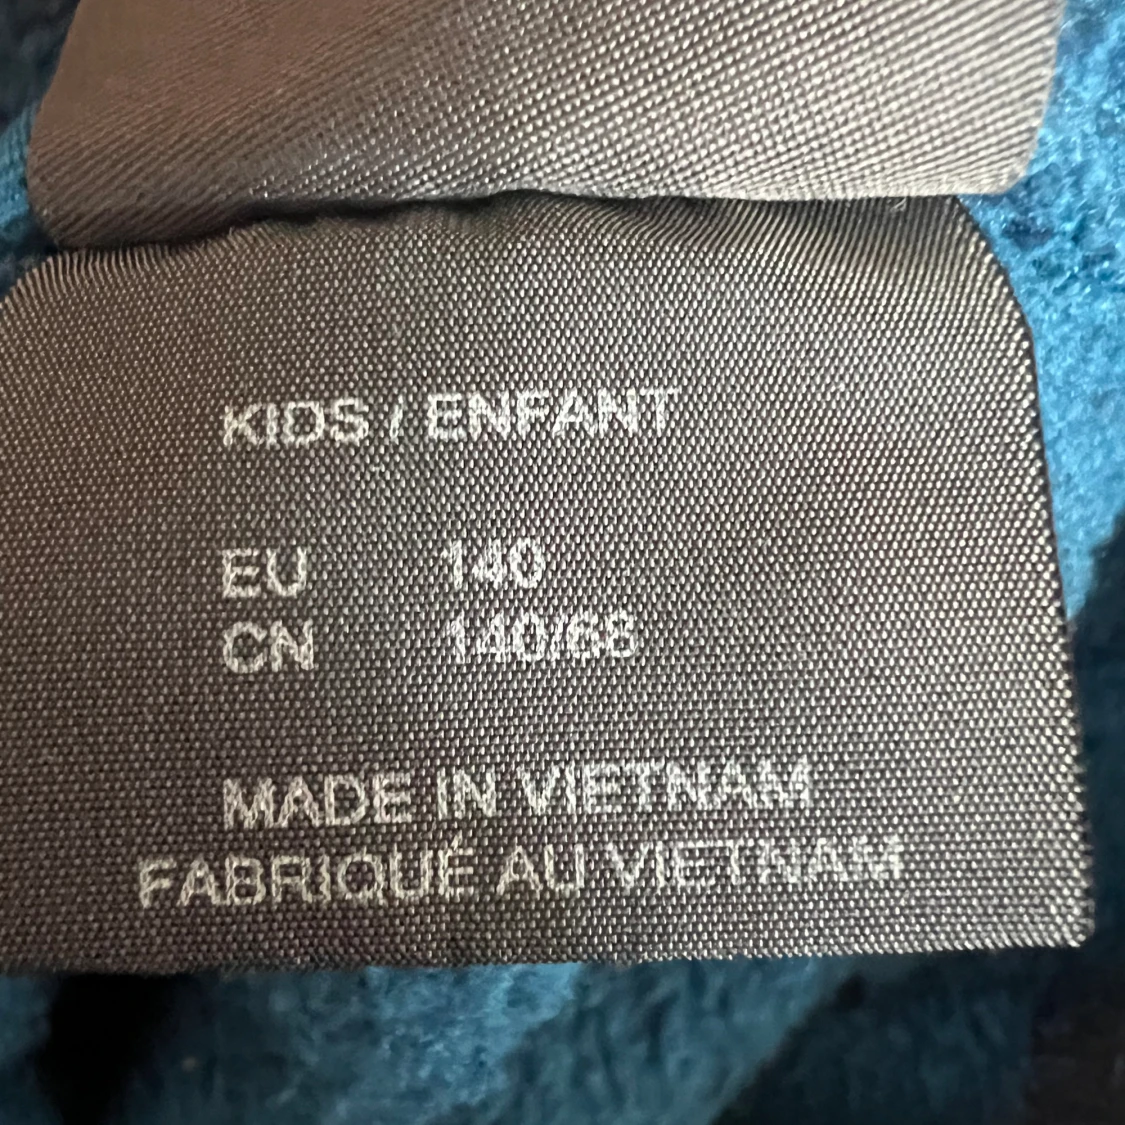 KIDS / ENFANT
EU 140
CN 140/68
MADE IN VIETNAM
FABRIQUÉ AU VIETNAM